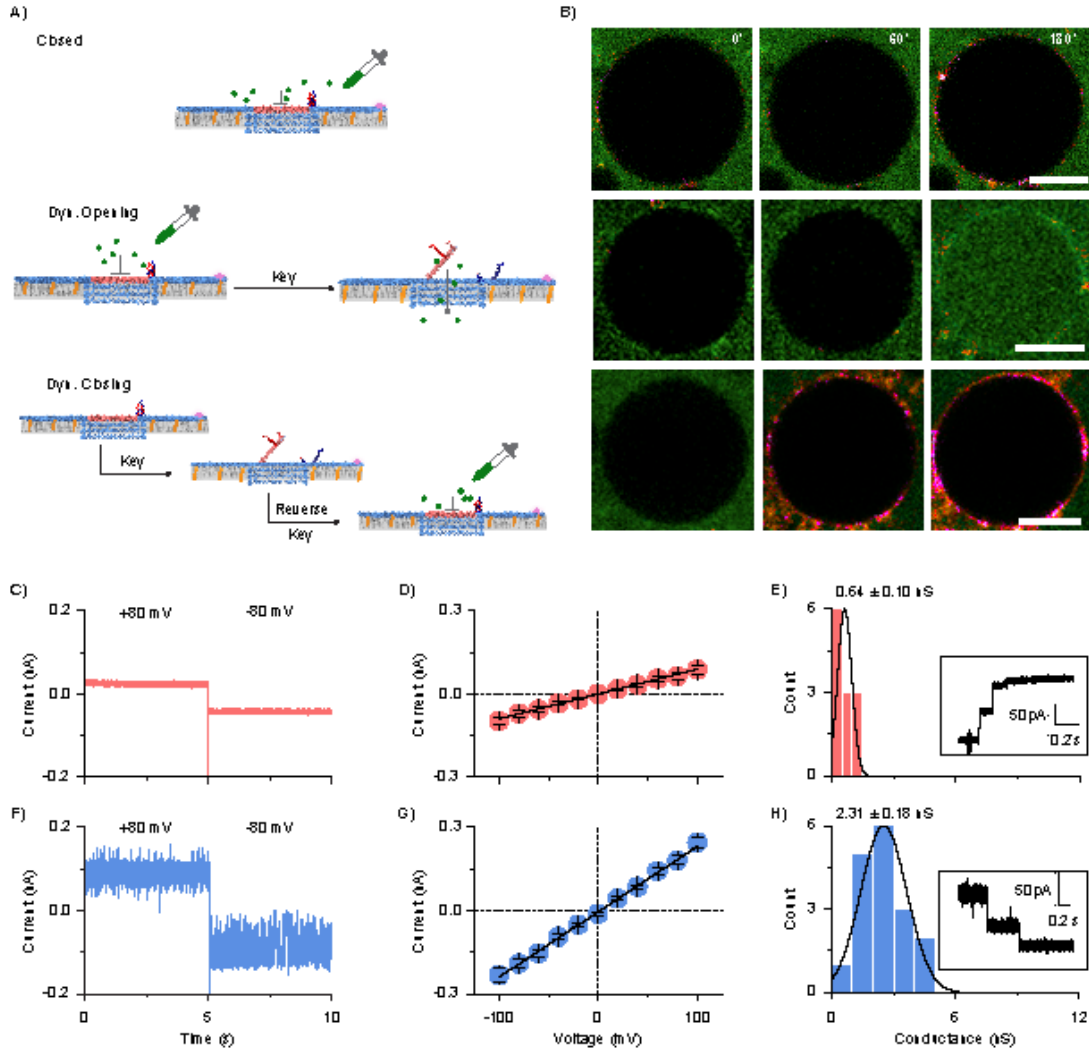 A)
Closed
Dyn. Opening
Key
Dyn. Closing
Key
Reverse
Key
B)
0'
60'
180'
C)
0.2
0.0
-0.2
Current (nA)
+80 mV
-80 mV
D)
0.3
0.0
-0.3
Current (nA)
E)
0.64 ± 0.10 nS
6
3
0
Count
50 pA
0.2 s
F)
0.2
0.0
-0.2
Current (nA)
+80 mV
-80 mV
0
5
10
Time (s)
G)
0.3
0.0
-0.3
Current (nA)
-100
0
100
Voltage (mV)
H)
2.31 ± 0.18 nS
6
3
0
Count
50 pA
0.2 s
0
6
12
Conductance (nS)